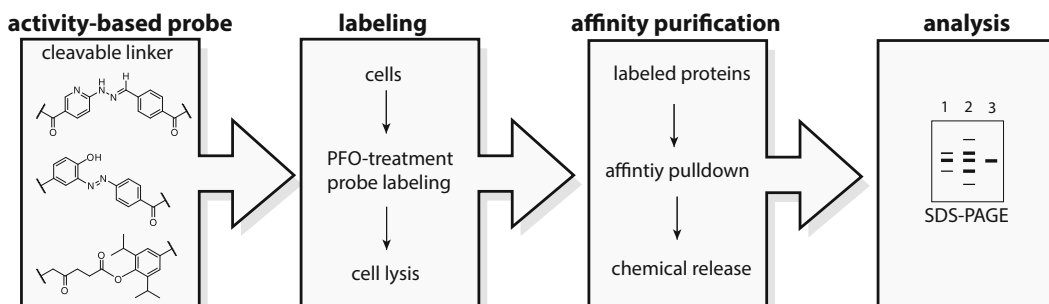 activity-based probe
cleavable linker
N
H
N
N
H
O
O
OH
N
N
O
O
O
O
labeling
cells
PFO-treatment
probe labeling
cell lysis
affinity purification
labeled proteins
affintiy pulldown
chemical release
analysis
1 2 3
SDS-PAGE